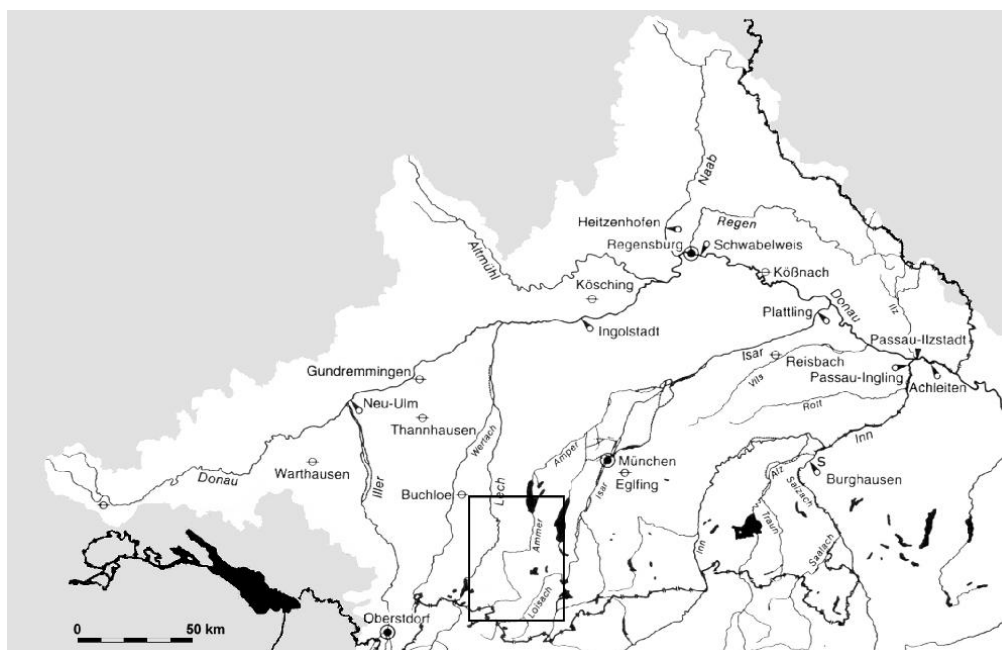 Naab
Heitzenhofen
Regen
Regensburg
Schwabelweis
Altmühl
Kösching
Kößnach
Ilz
Donau
Plattling
Ingolstadt
Passau-Ilzstadt
Isar
Reisbach
Gundremmingen
Vils
Passau-Ingling
Achleiten
Neu-Ulm
Rott
Thannhausen
Wertach
Inn
Amper
München
Warthausen
Donau
S
Alz
Eglfing
Burghausen
Iller
Lech
Isar
Salzach
Buchloe
Traun
Ammer
Inn
Saalach
Loisach
Oberstdorf
0 50 km